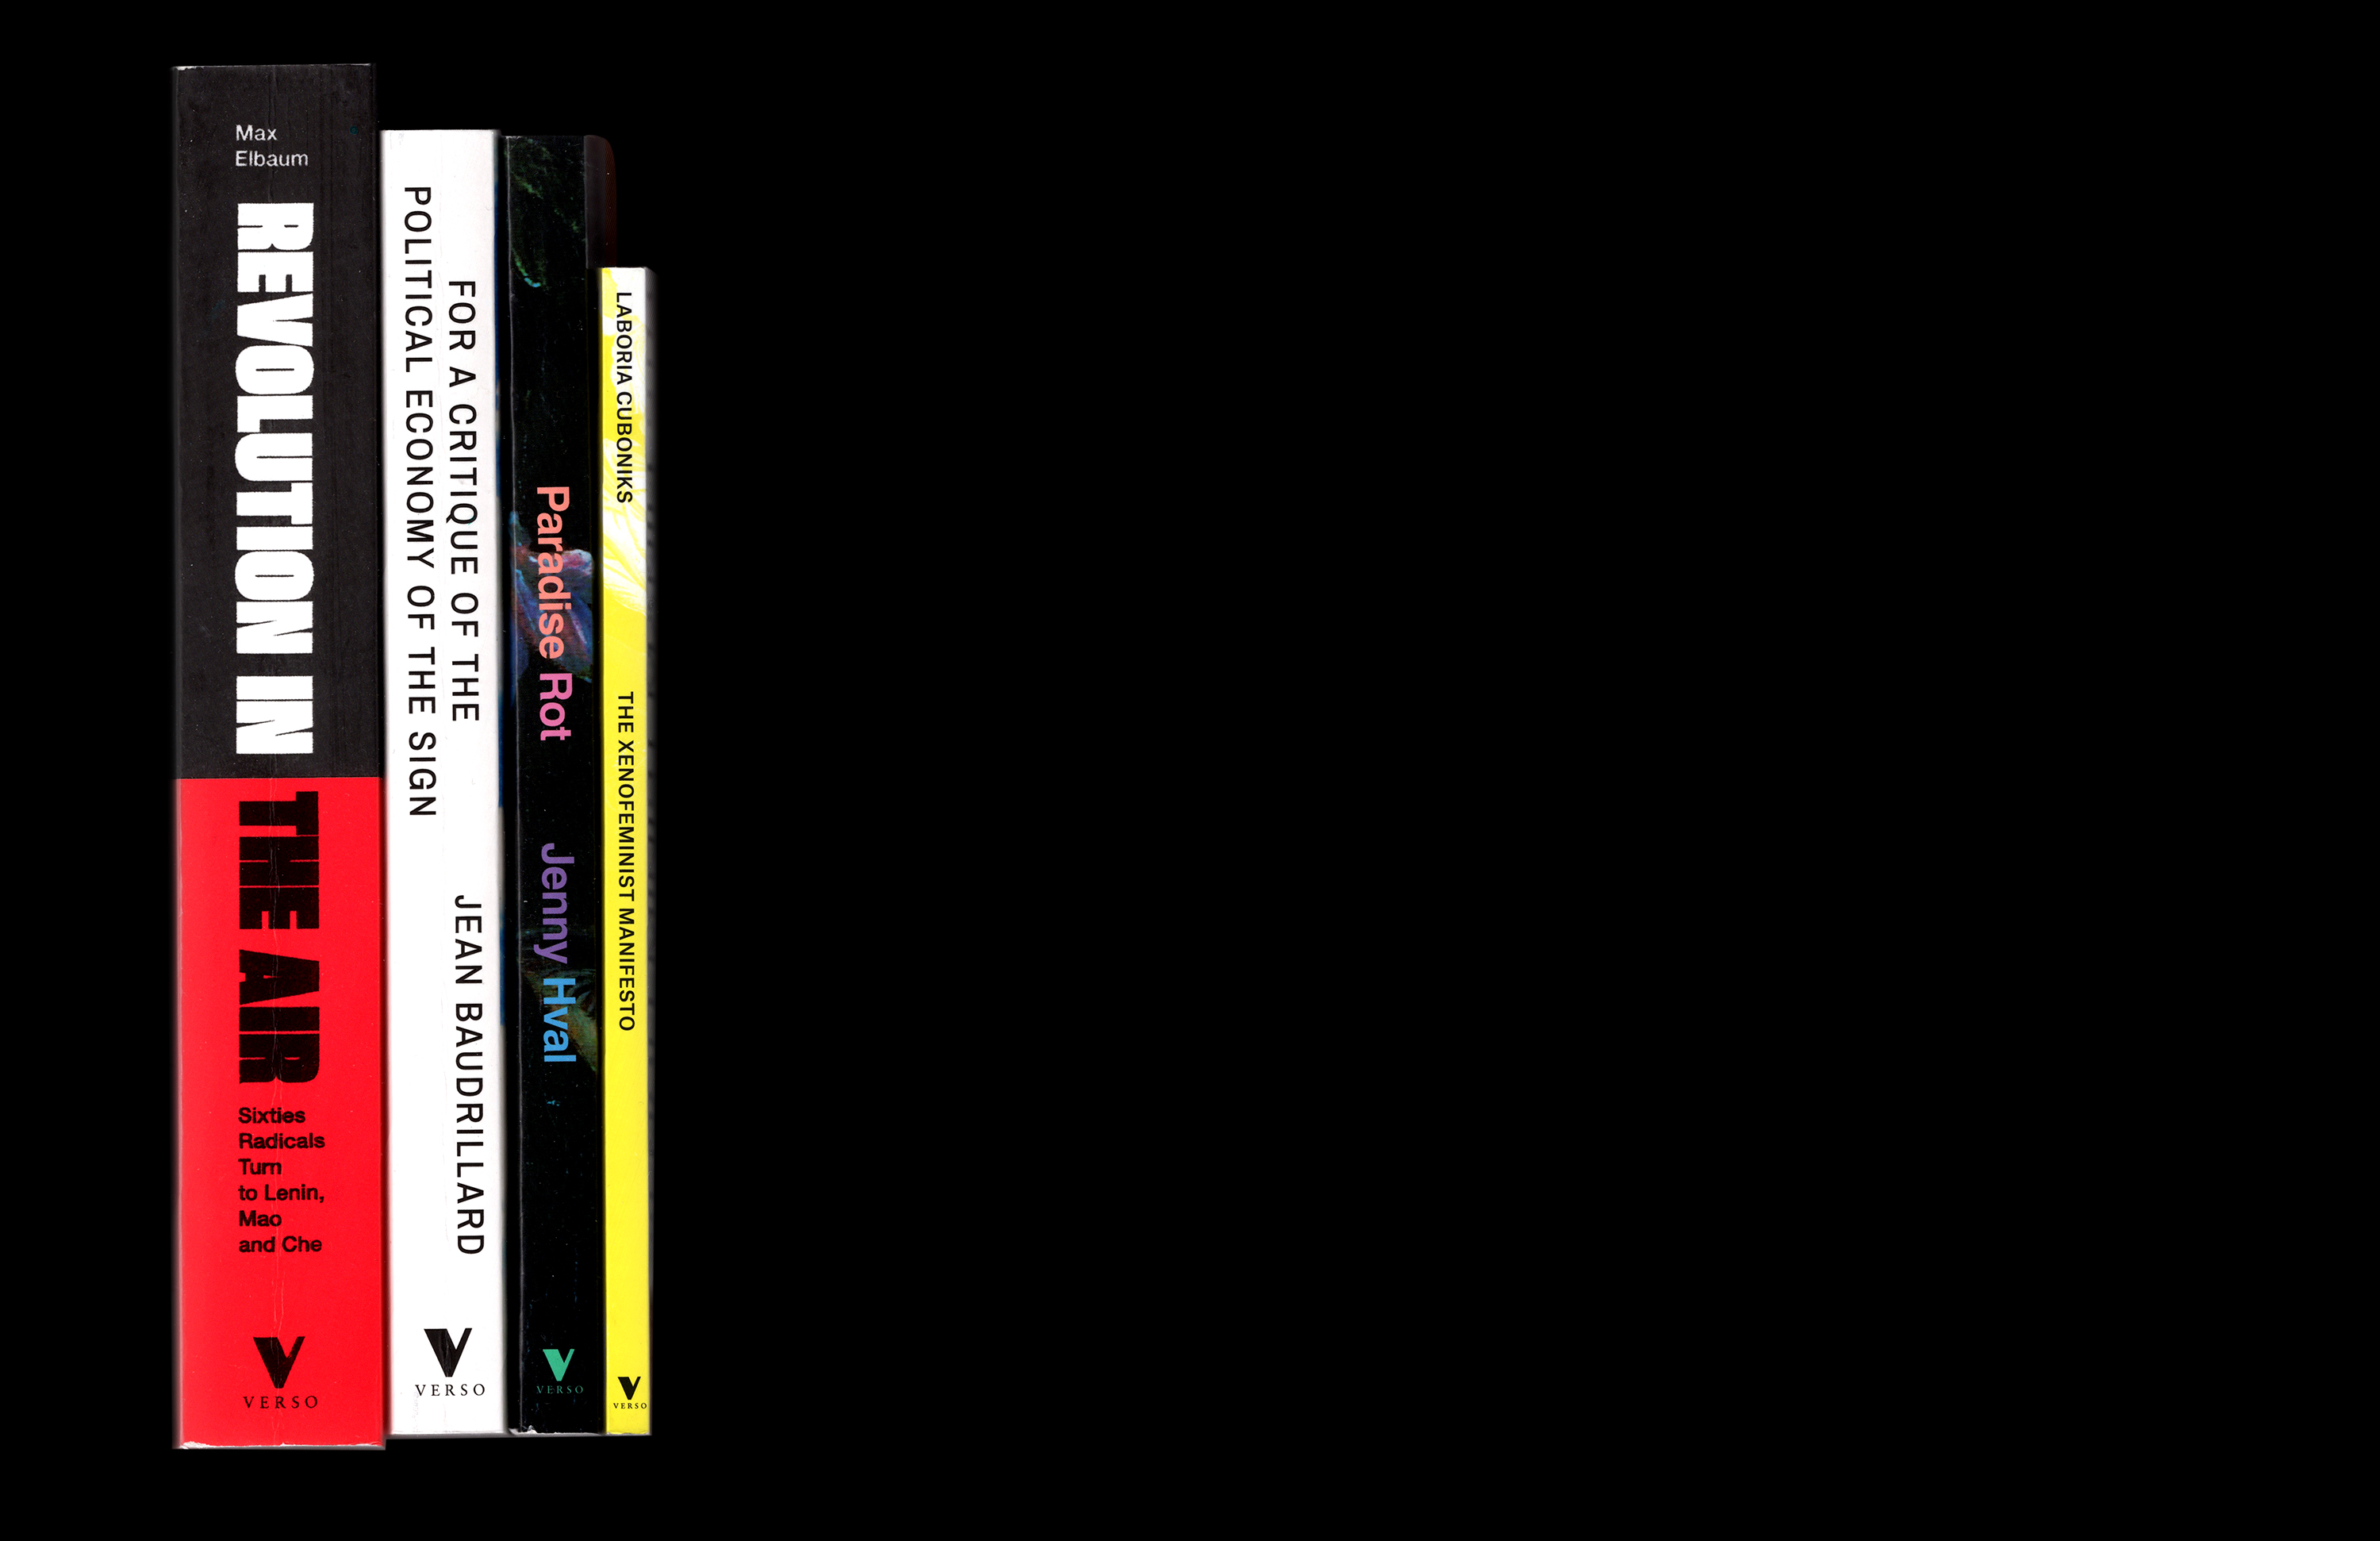 Max
Elbaum
REVOLUTION IN
THE AIR
Sixties
Radicals
Turn
to Lenin,
Mao
and Che
VERSO
FOR A CRITIQUE OF THE
POLITICAL ECONOMY OF THE SIGN
JEAN BAUDRILLARD
VERSO
Paradise Rot
Jenny Hval
VERSO
LABORIA CUBONIKS
THE XENOFEMINIST MANIFESTO
VERSO